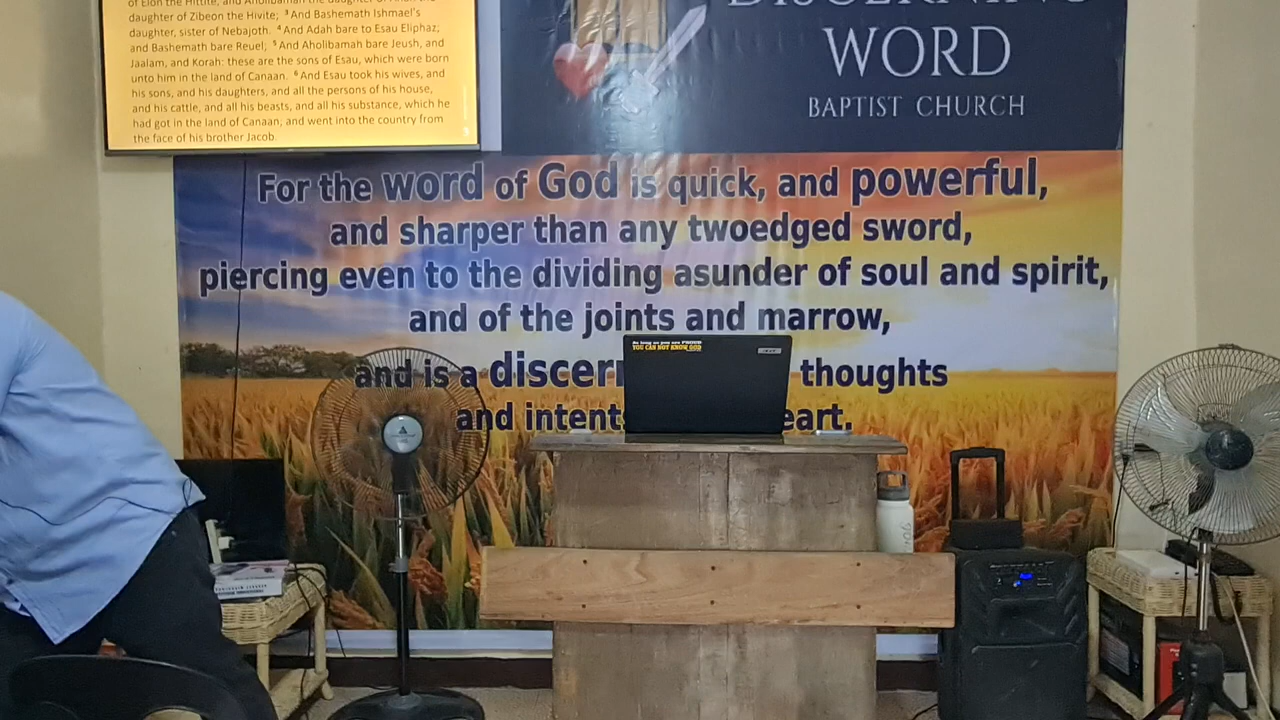 of Elon the Hittite, and Aholibamah the daughter of Anah the
daughter of Zibeon the Hivite; 3 And Bashemath Ishmael's
daughter, sister of Nebajoth. 4 And Adah bare to Esau Eliphaz;
and Bashemath bare Reuel; 5 And Aholibamah bare Jeush, and
Jaalam, and Korah: these are the sons of Esau, which were born
unto him in the land of Canaan. 6 And Esau took his wives, and
his sons, and his daughters, and all the persons of his house,
and his cattle, and all his beasts, and all his substance, which he
had got in the land of Canaan; and went into the country from
the face of his brother Jacob.
DISCERNING
WORD
BAPTIST CHURCH
For the word of God is quick, and powerful,
and sharper than any twoedged sword,
piercing even to the dividing asunder of soul and spirit,
and of the joints and marrow,
and is a discer thoughts
and intents eart.
As long as you are PROUD
YOU CAN NOT KNOW GOD